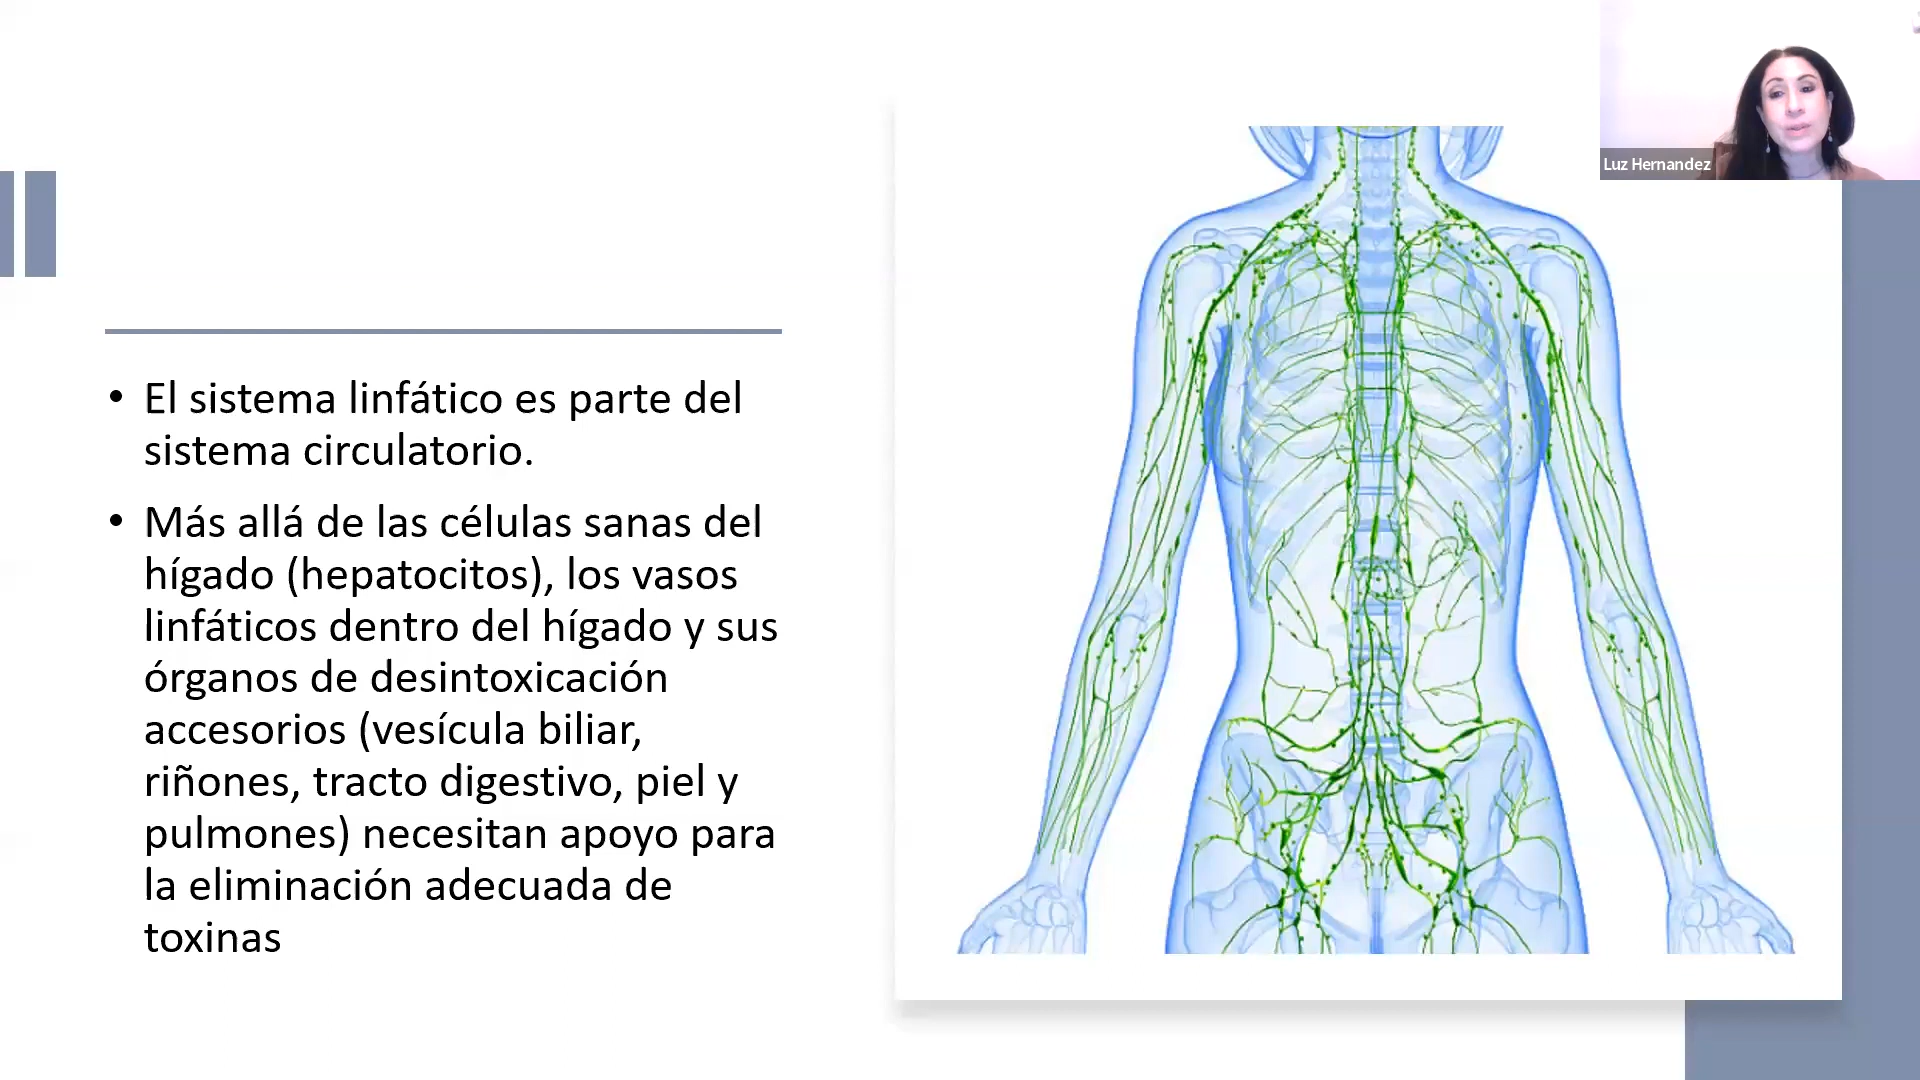 Luz Hernandez
• El sistema linfático es parte del
sistema circulatorio.
• Más allá de las células sanas del
hígado (hepatocitos), los vasos
linfáticos dentro del hígado y sus
órganos de desintoxicación
accesorios (vesícula biliar,
riñones, tracto digestivo, piel y
pulmones) necesitan apoyo para
la eliminación adecuada de
toxinas